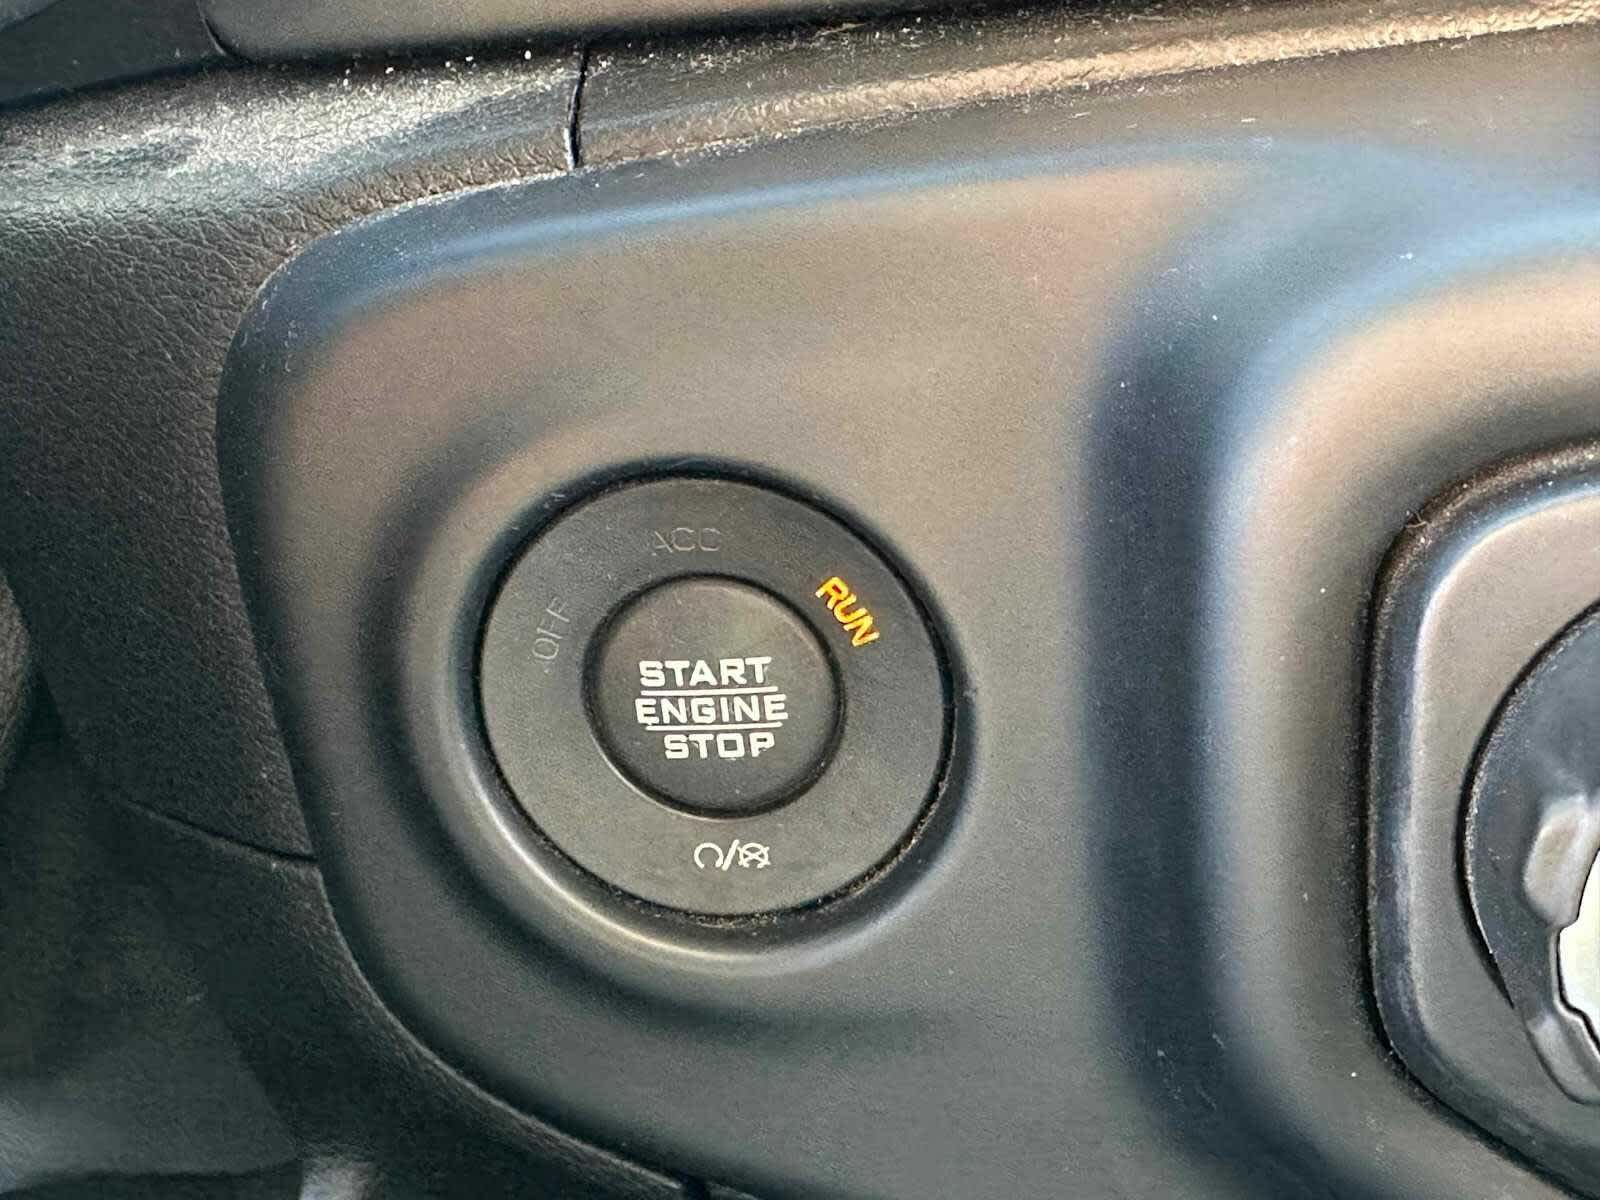 ACC
OFF
RUN
START
ENGINE
STOP